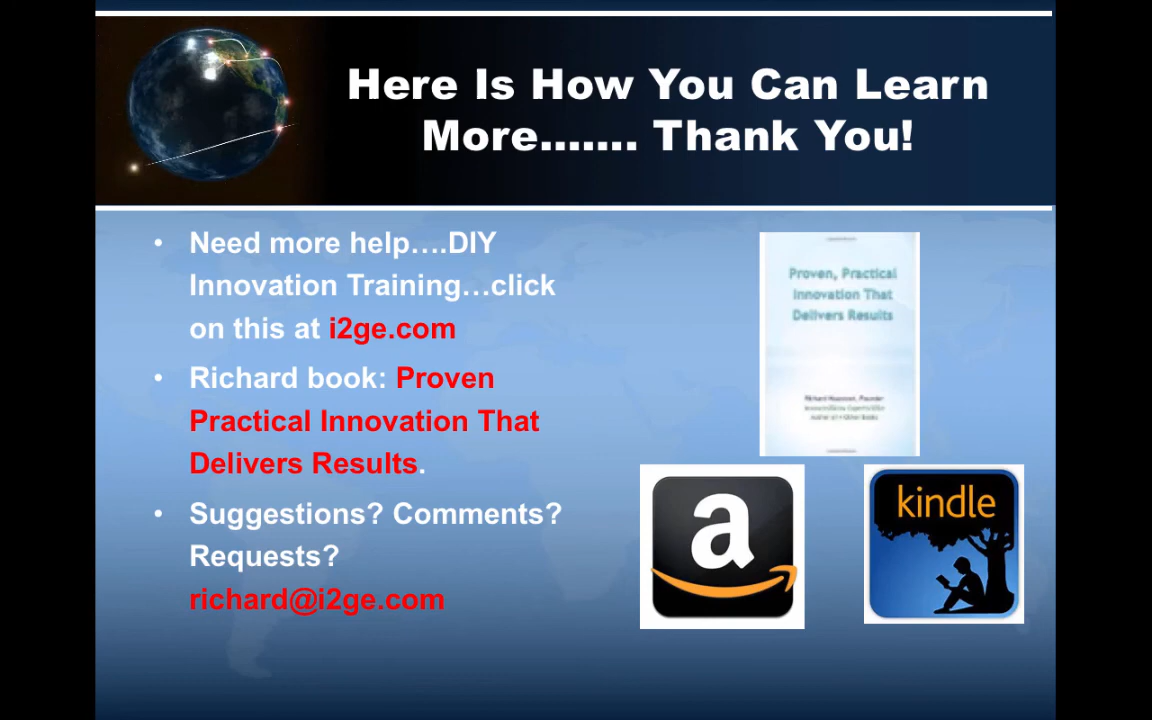 Here Is How You Can Learn
More....... Thank You!
• Need more help….DIY
Innovation Training…click
on this at i2ge.com
• Richard book: Proven
Practical Innovation That
Delivers Results.
• Suggestions? Comments?
Requests?
richard@i2ge.com
Proven, Practical
Innovation That
Delivers Results
a
kindle